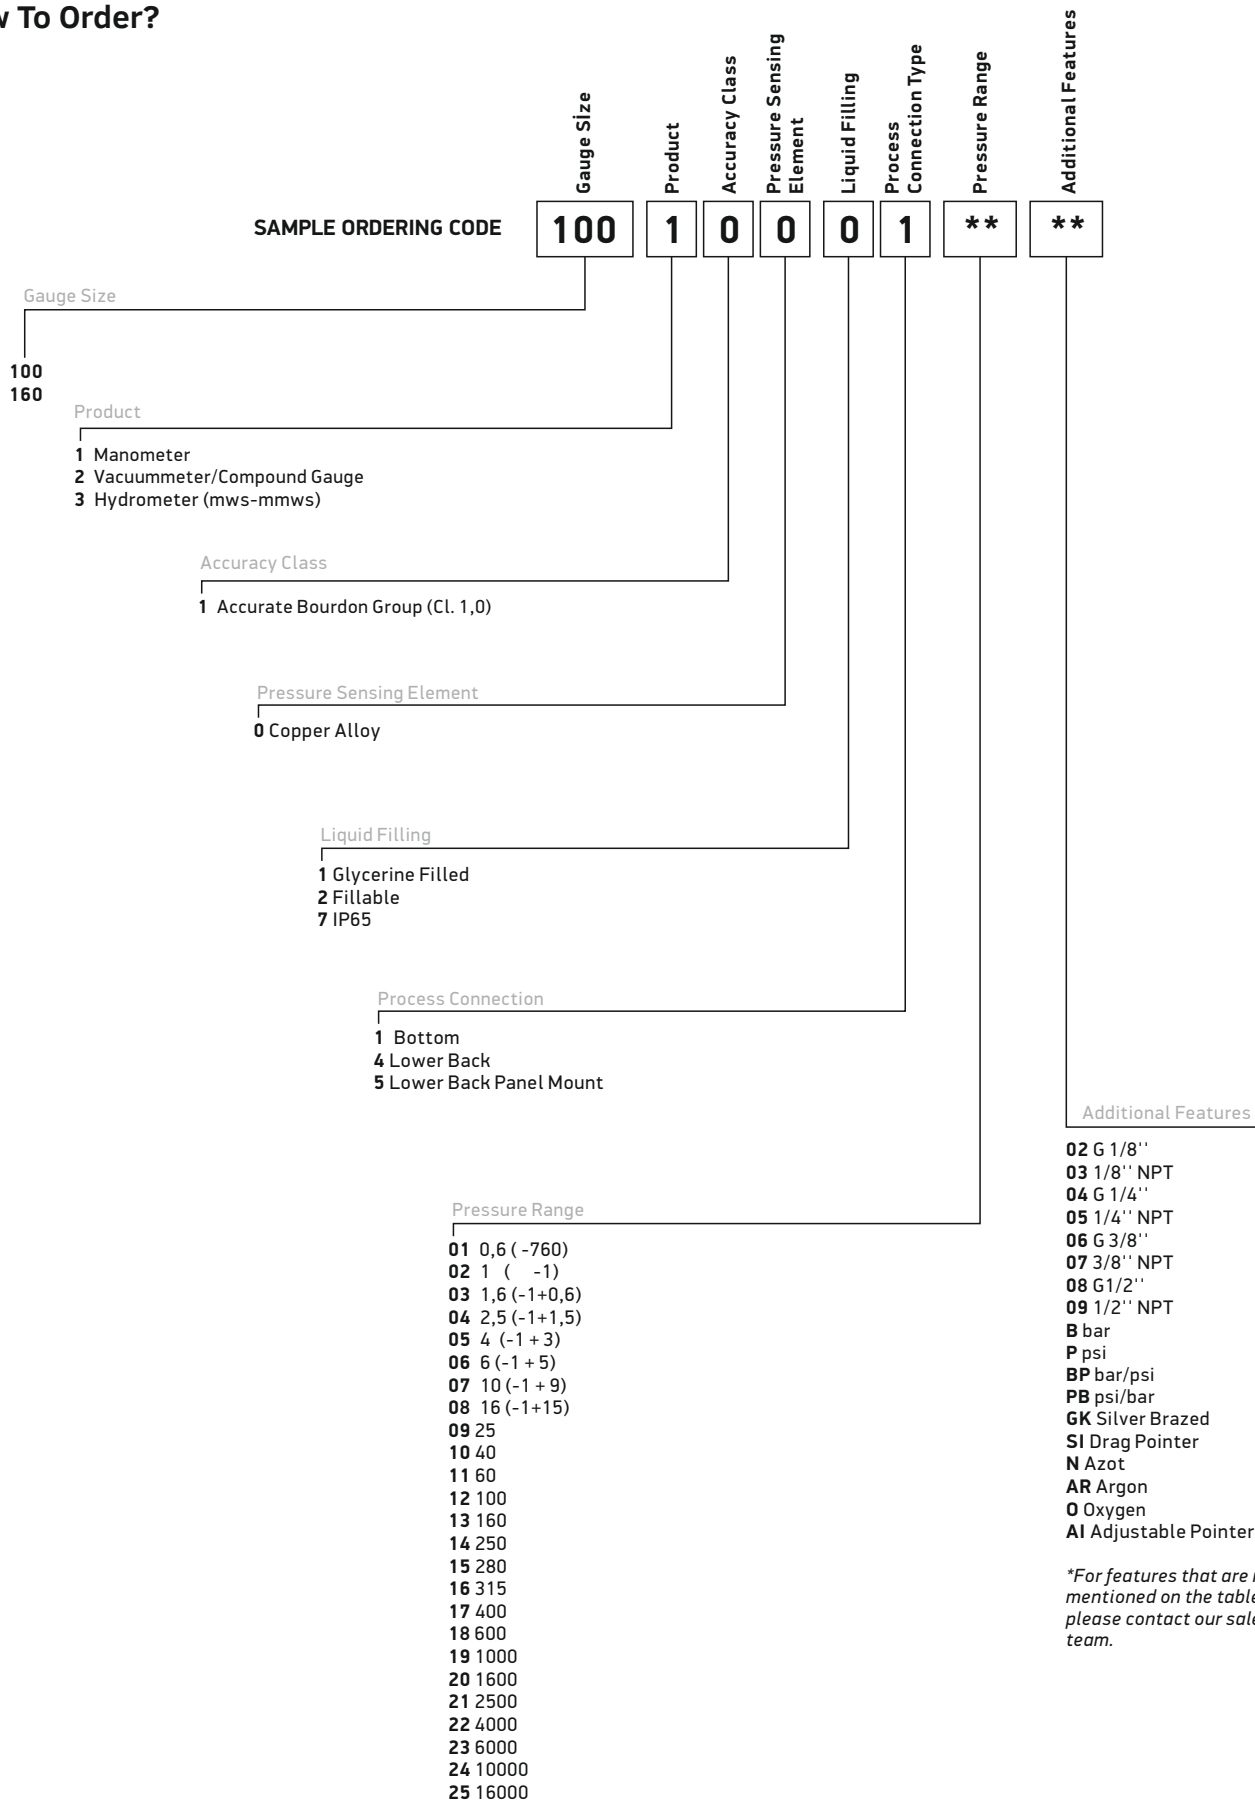 To Order?
Gauge Size
Product
Accuracy Class
Pressure Sensing
Element
Liquid Filling
Process
Connection Type
Pressure Range
Additional Features
SAMPLE ORDERING CODE 100 1 0 0 0 1 ** **
Gauge Size
100
160
Product
1 Manometer
2 Vacuummeter/Compound Gauge
3 Hydrometer (mws-mmws)
Accuracy Class
1 Accurate Bourdon Group (Cl. 1,0)
Pressure Sensing Element
0 Copper Alloy
Liquid Filling
1 Glycerine Filled
2 Fillable
7 IP65
Process Connection
1 Bottom
4 Lower Back
5 Lower Back Panel Mount
Pressure Range
01 0,6 ( -760)
02 1 ( -1)
03 1,6 (-1+0,6)
04 2,5 (-1+1,5)
05 4 (-1 + 3)
06 6 (-1 + 5)
07 10 (-1 + 9)
08 16 (-1+15)
09 25
10 40
11 60
12 100
13 160
14 250
15 280
16 315
17 400
18 600
19 1000
20 1600
21 2500
22 4000
23 6000
24 10000
25 16000
Additional Features
02 G 1/8''
03 1/8'' NPT
04 G 1/4''
05 1/4'' NPT
06 G 3/8''
07 3/8'' NPT
08 G1/2''
09 1/2'' NPT
B bar
P psi
BP bar/psi
PB psi/bar
GK Silver Brazed
SI Drag Pointer
N Azot
AR Argon
O Oxygen
AI Adjustable Pointer
*For features that are
mentioned on the table
please contact our
team.